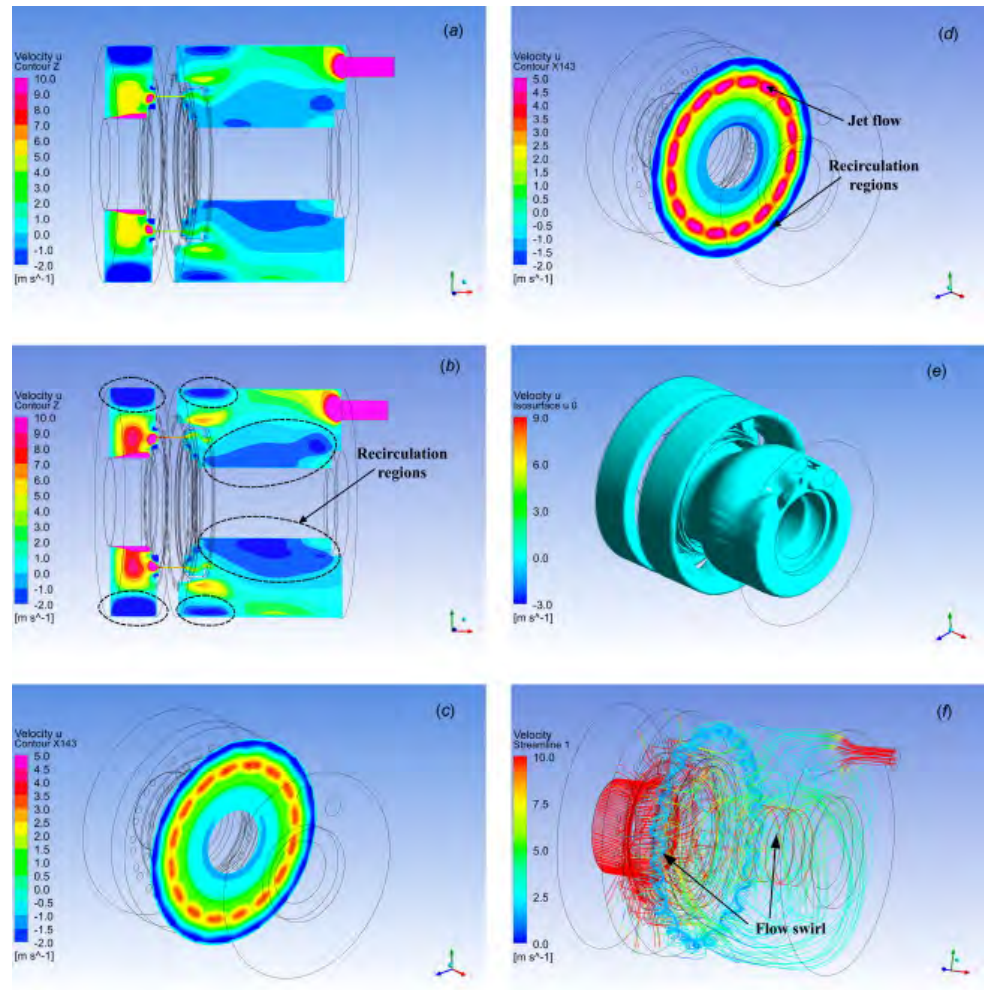 (a)
Velocity u
Contour Z
10.0
9.0
8.0
7.0
6.0
5.0
4.0
3.0
2.0
1.0
0.0
-1.0
-2.0
[m s^-1]
(d)
Velocity u
Contour X143
5.0
4.5
4.0
3.5
3.0
2.5
2.0
1.5
1.0
0.5
0.0
-0.5
-1.0
-1.5
-2.0
[m s^-1]
Jet flow
Recirculation
regions
(b)
Velocity u
Contour Z
10.0
9.0
8.0
7.0
6.0
5.0
4.0
3.0
2.0
1.0
0.0
-1.0
-2.0
[m s^-1]
Recirculation
regions
(e)
Velocity u
Isosurface u 0
9.0
6.0
3.0
0.0
-3.0
[m s^-1]
(c)
Velocity u
Contour X143
5.0
4.5
4.0
3.5
3.0
2.5
2.0
1.5
1.0
0.5
0.0
-0.5
-1.0
-1.5
-2.0
[m s^-1]
(f)
Velocity
Streamline 1
10.0
7.5
5.0
2.5
0.0
[m s^-1]
Flow swirl